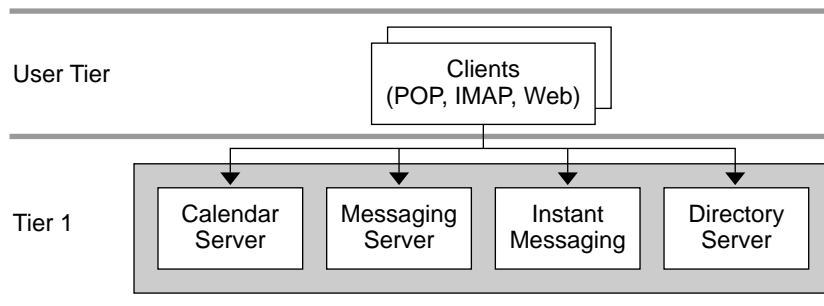 User Tier
Clients
(POP, IMAP, Web)
Tier 1
Calendar
Server
Messaging
Server
Instant
Messaging
Directory
Server